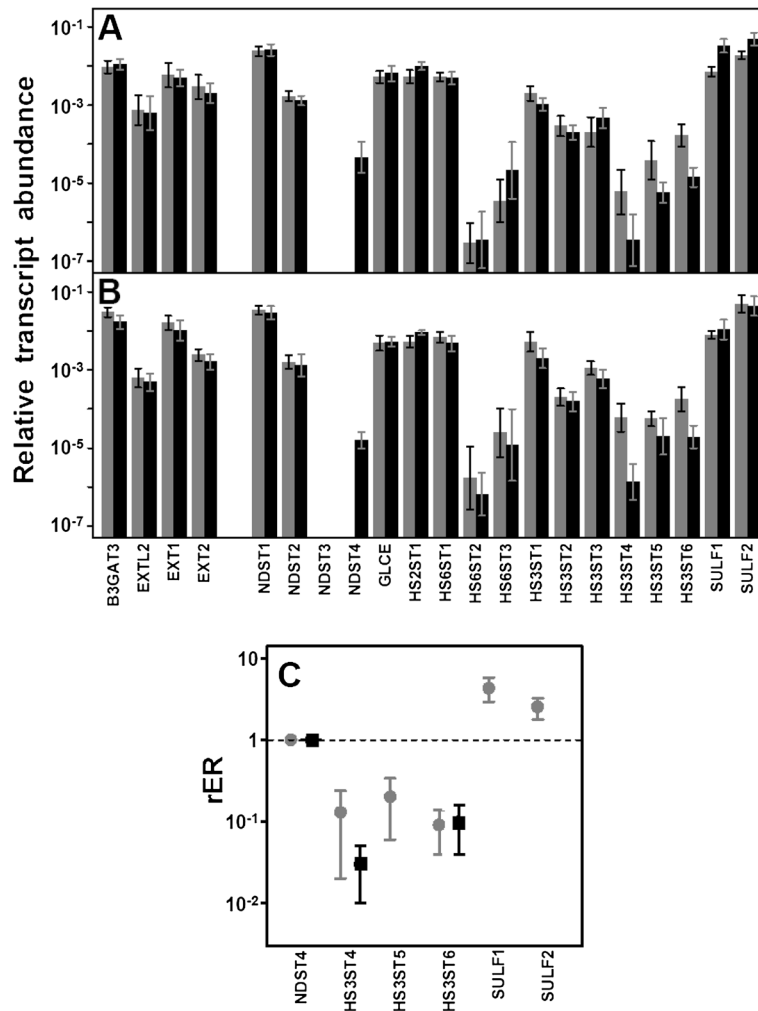 A
Relative transcript abundance
10-1
10-3
10-5
10-7
B
10-1
10-3
10-5
10-7
B3GAT3
EXTL2
EXT1
EXT2
NDST1
NDST2
NDST3
NDST4
GLCE
HS2ST1
HS6ST1
HS6ST2
HS6ST3
HS3ST1
HS3ST2
HS3ST3
HS3ST4
HS3ST5
HS3ST6
SULF1
SULF2
C
rER
10
1
10-1
10-2
NDST4
HS3ST4
HS3ST5
HS3ST6
SULF1
SULF2